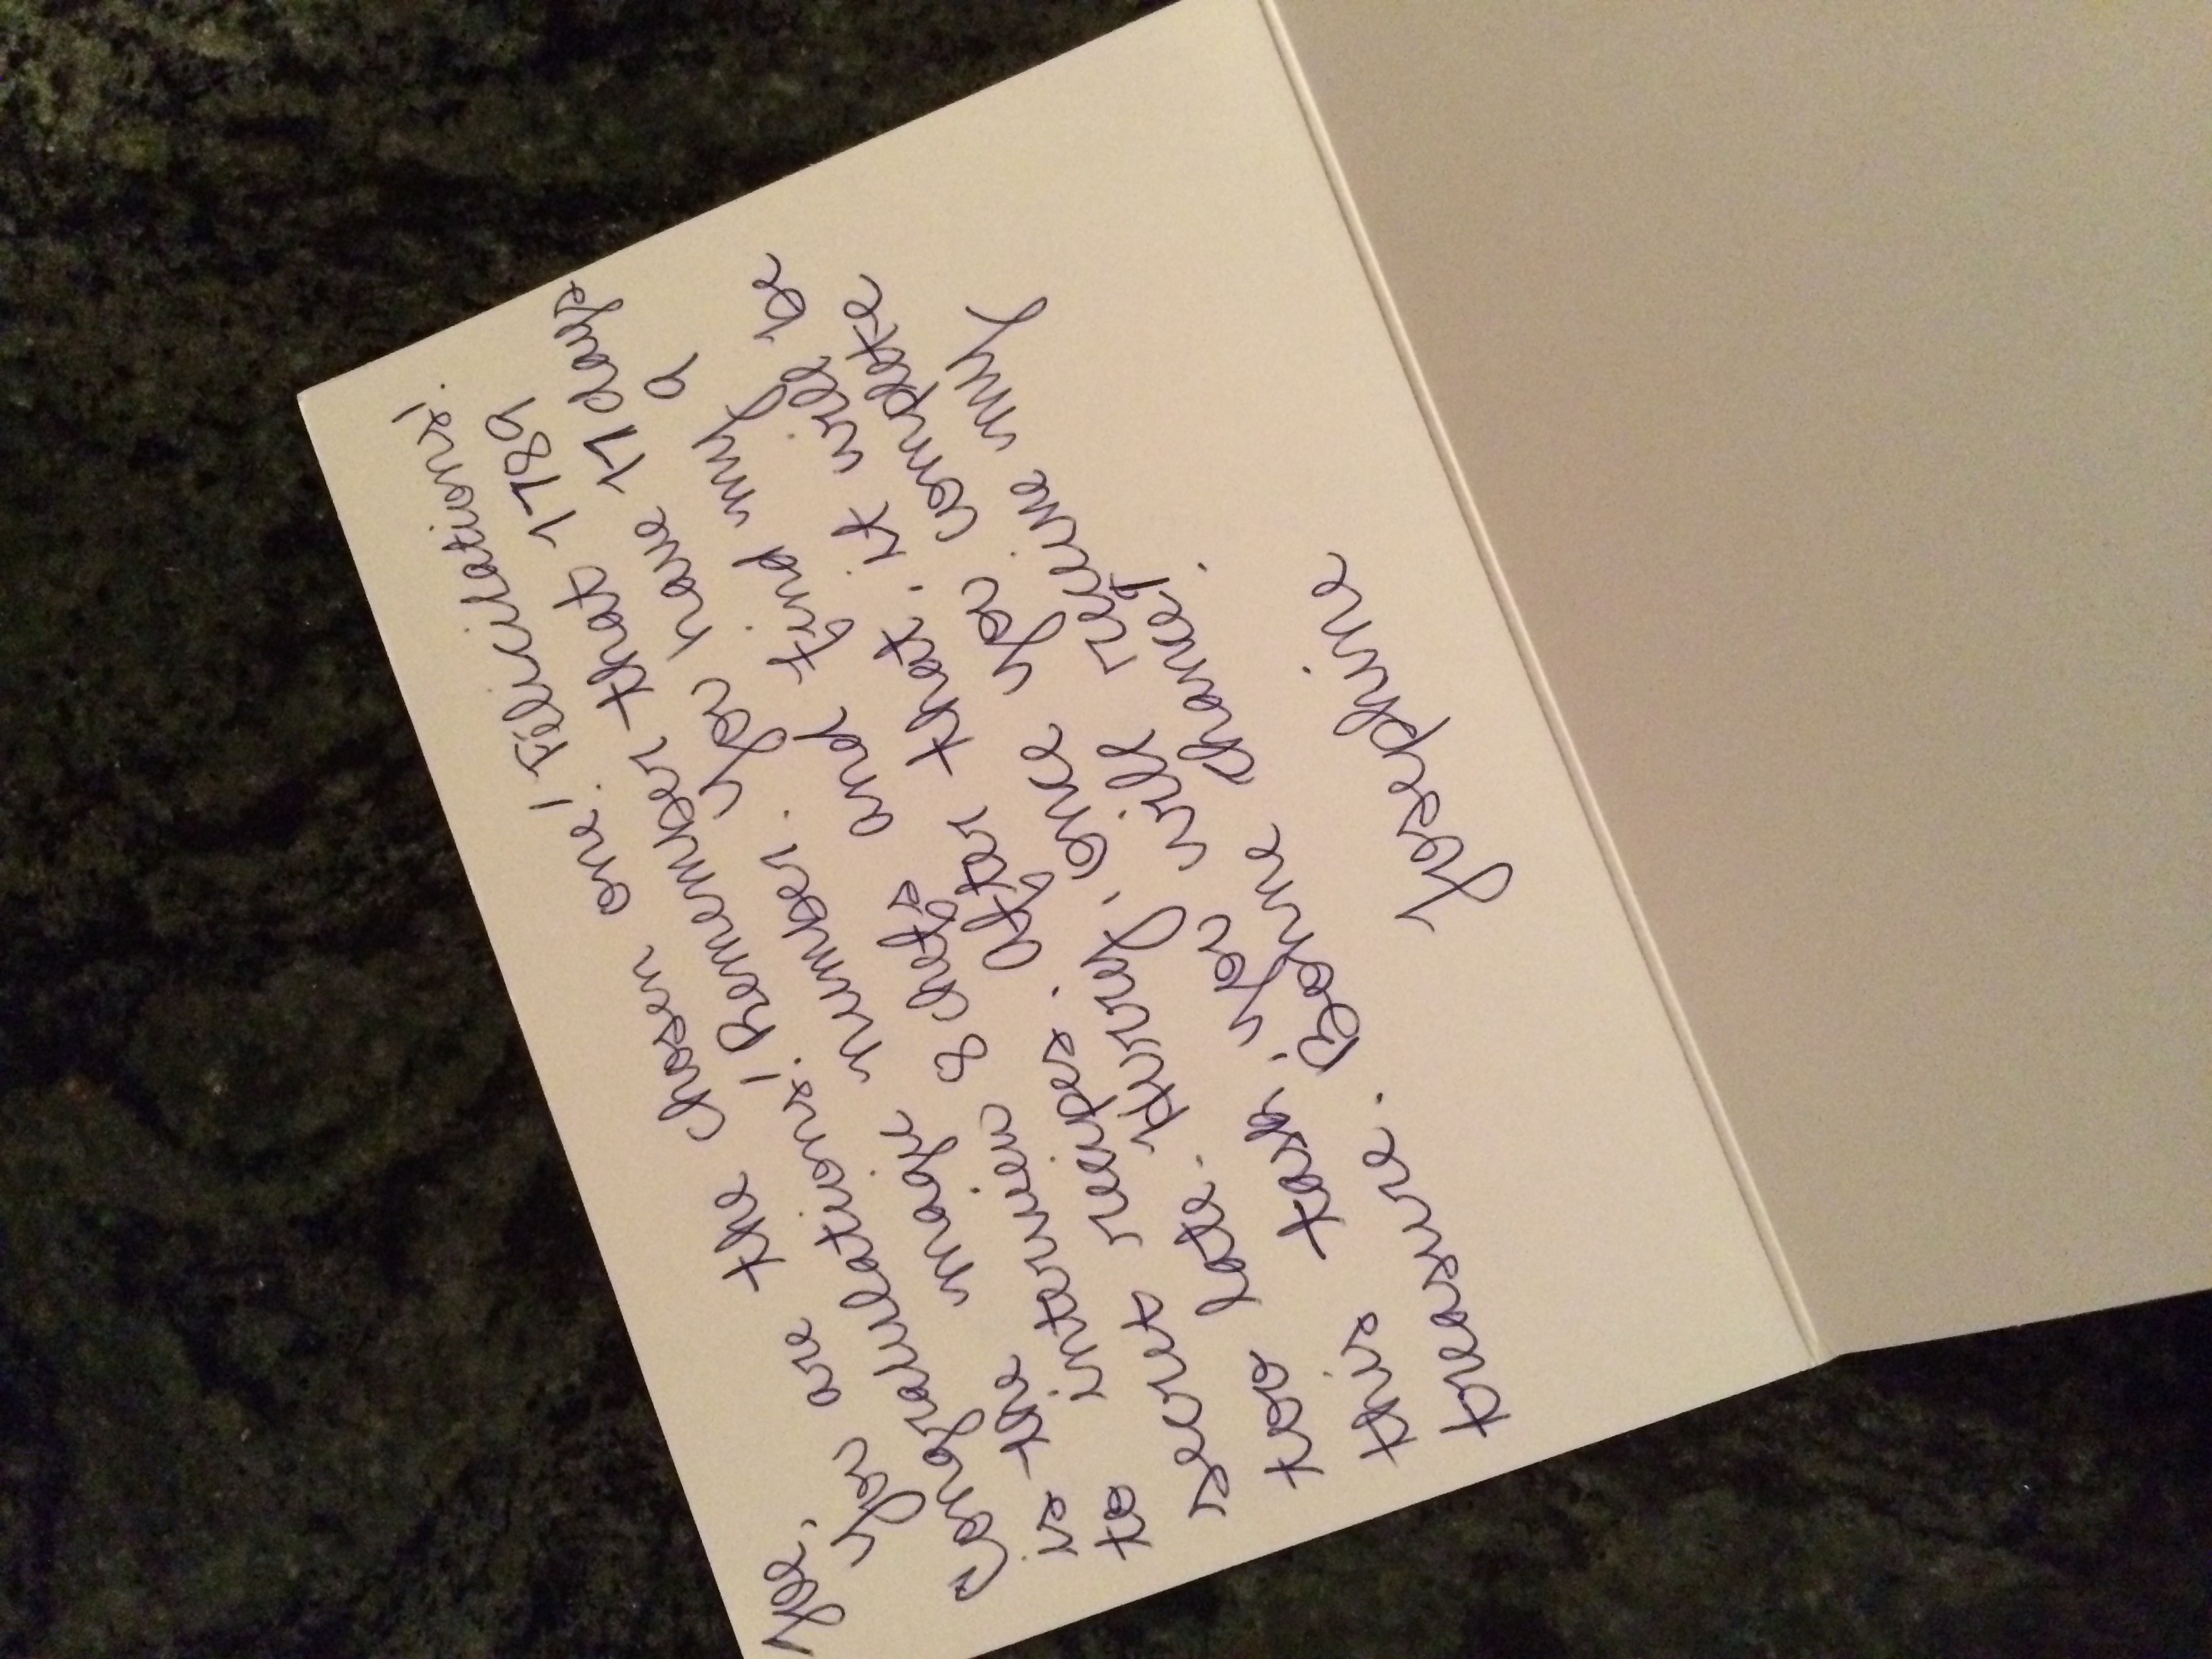 Joe,
You are the chosen one! Félicitations!
Congratulations! Remember that 1789
is the magic number. You have 17 days
to interview 8 chefs and find my 9
secret recipes. After that, it will be
too late. Hurry, once you complete
this task, you will receive my
treasure. Bonne chance!
Josephine